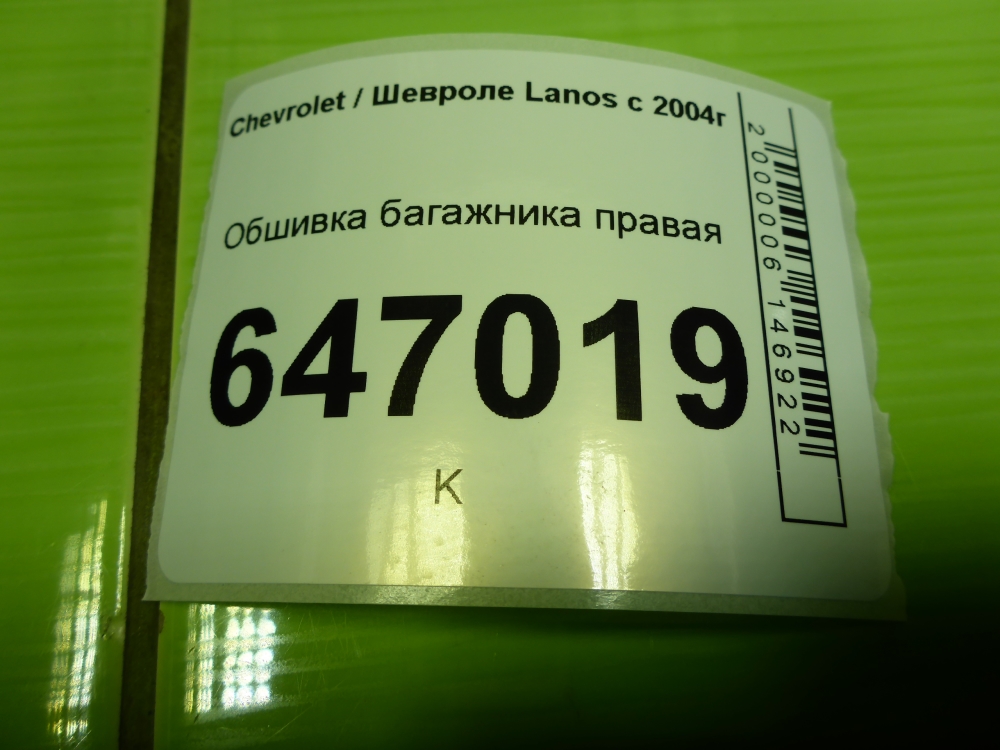 Chevrolet / Шевроле Lanos с 2004г
Обшивка багажника правая
647019
К
2000006146922